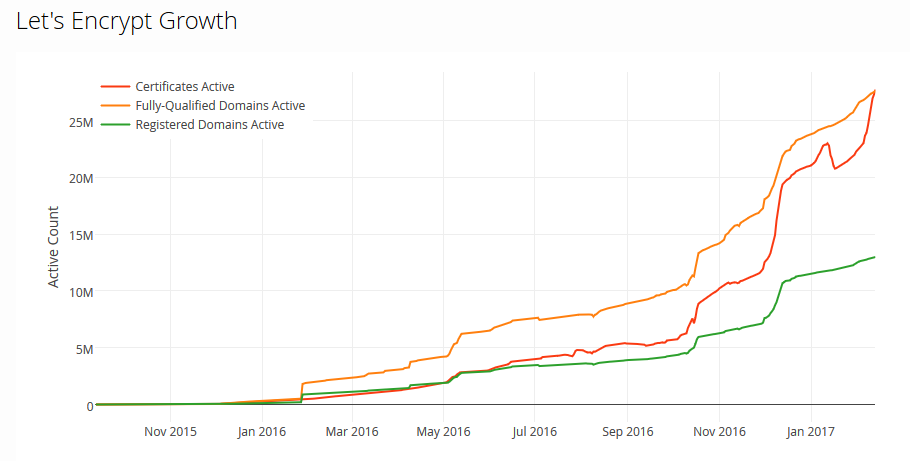 Let's Encrypt Growth
Certificates Active
Fully-Qualified Domains Active
Registered Domains Active
25M
20M
15M
10M
5M
0
Active Count
Nov 2015 Jan 2016 Mar 2016 May 2016 Jul 2016 Sep 2016 Nov 2016 Jan 2017